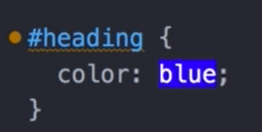 #heading {
color: blue;
}